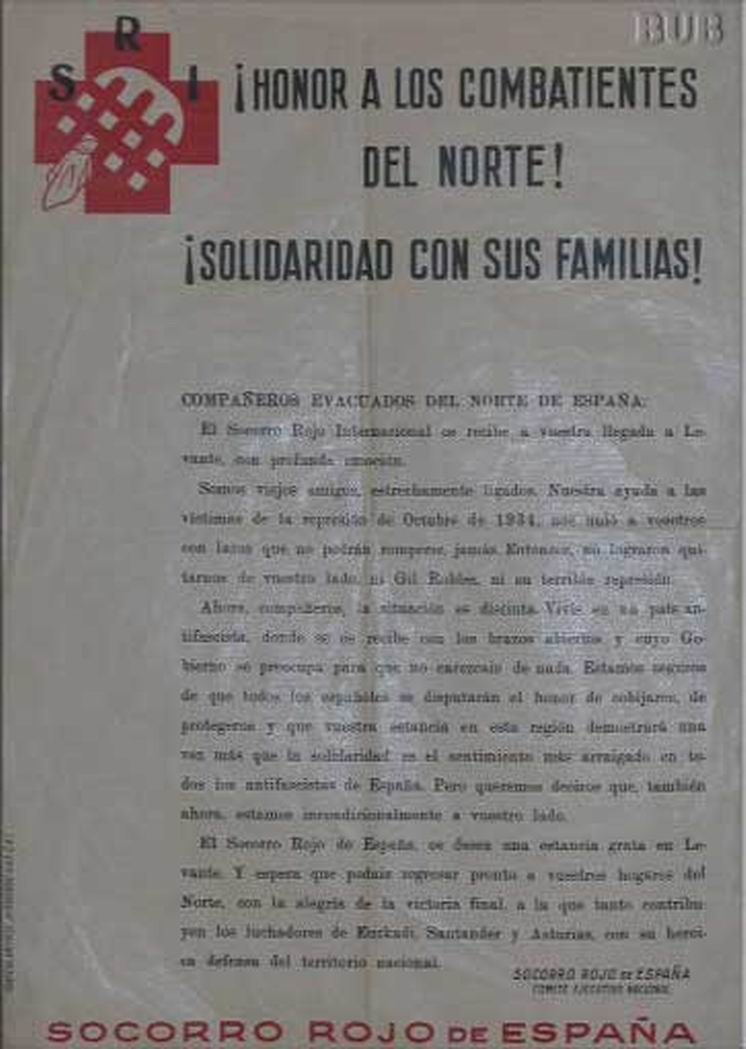 BUB
S R I
¡HONOR A LOS COMBATIENTES
DEL NORTE!
¡SOLIDARIDAD CON SUS FAMILIAS!
COMPAÑEROS EVACUADOS DEL NORTE DE ESPAÑA:
El Socorro Rojo Internacional os recibe a vuestra llegada a Le-
vante, con profunda emoción.
Somos viejos amigos, estrechamente ligados. Nuestra ayuda a las
víctimas de la represión de Octubre de 1934, nos unió a vosotros
con lazos que no podrán romperse, jamás. Entonces, no lograron qui-
tarnos de vuestro lado, ni Gil Robles, ni su terrible represión.
Ahora, compañeros, la situación es distinta. Vivís en un país an-
tifascista, donde se os recibe con los brazos abiertos y cuyo Go-
bierno se preocupa para que no carezcais de nada. Estamos seguros
de que todos los españoles se disputarán el honor de cobijaros, de
protegeros y que vuestra estancia en esta región demostrará una
vez más que la solidaridad es el sentimiento más arraigado en to-
dos los antifascistas de España. Pero queremos deciros que, también
ahora, estamos incondicionalmente a vuestro lado.
El Socorro Rojo de España, os desea una estancia grata en Le-
vante. Y espera que podais regresar pronto a vuestros hogares del
Norte, con la alegría de la victoria final, a la que tanto contribu-
yen los luchadores de Euzkadi, Santander y Asturias, con su heroi-
ca defensa del territorio nacional.
SOCORRO ROJO DE ESPAÑA
COMITE EJECUTIVO NACIONAL
SOCORRO ROJO DE ESPAÑA